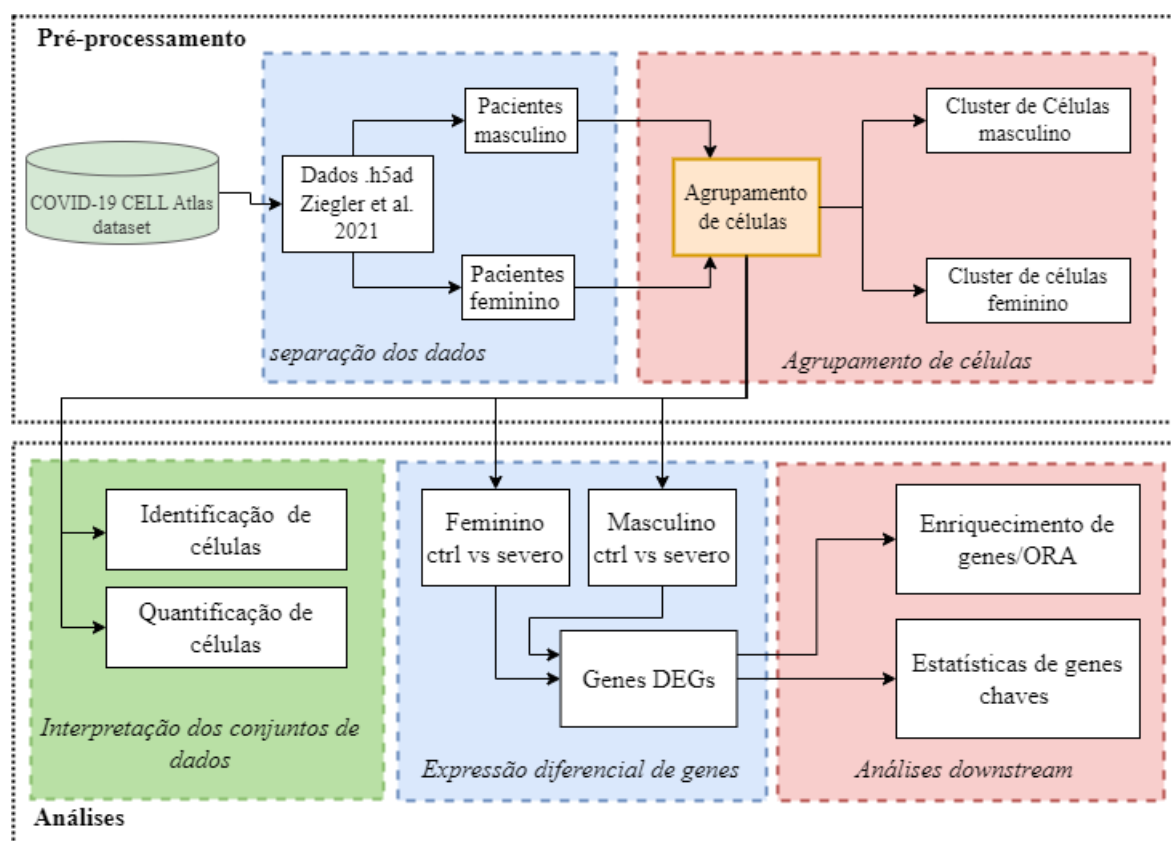 Pré-processamento
COVID-19 CELL Atlas
dataset
Dados .h5ad
Ziegler et al.
2021
Pacientes
masculino
Pacientes
feminino
separação dos dados
Agrupamento
de células
Cluster de Células
masculino
Cluster de células
feminino
Agrupamento de células
Identificação de
células
Quantificação de
células
Interpretação dos conjuntos de
dados
Feminino
ctrl vs severo
Masculino
ctrl vs severo
Genes DEGs
Expressão diferencial de genes
Enriquecimento de
genes/ORA
Estatísticas de genes
chaves
Análises downstream
Análises